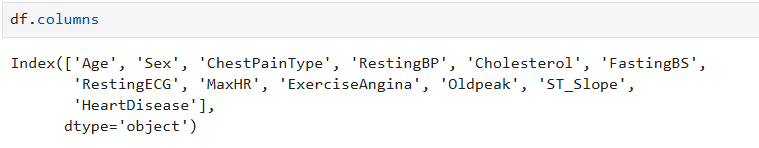 df.columns
Index(['Age', 'Sex', 'ChestPainType', 'RestingBP', 'Cholesterol', 'FastingBS',
       'RestingECG', 'MaxHR', 'ExerciseAngina', 'Oldpeak', 'ST_Slope',
       'HeartDisease'],
      dtype='object')